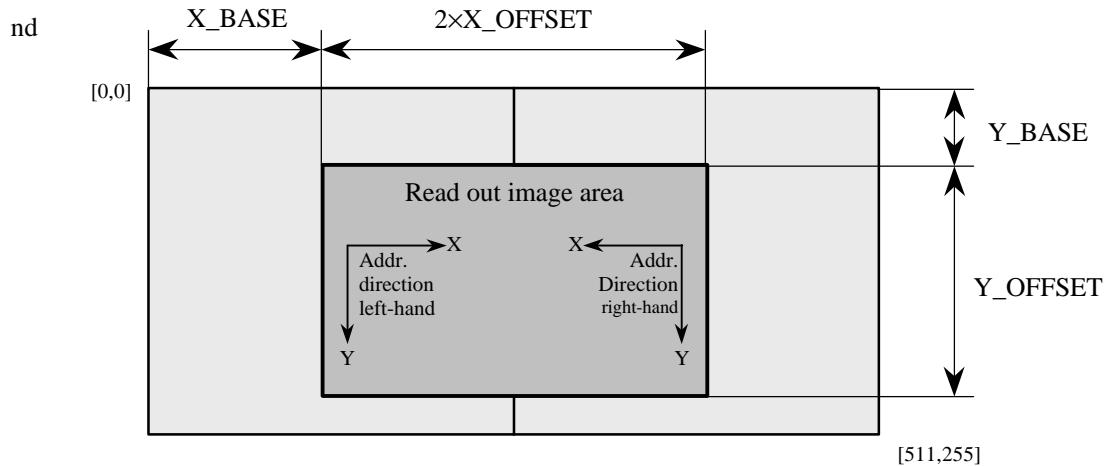 nd
X_BASE
2×X_OFFSET
[0,0]
Y_BASE
Read out image area
X
X
Addr.
direction
left-hand
Addr.
Direction
right-hand
Y_OFFSET
Y
Y
[511,255]